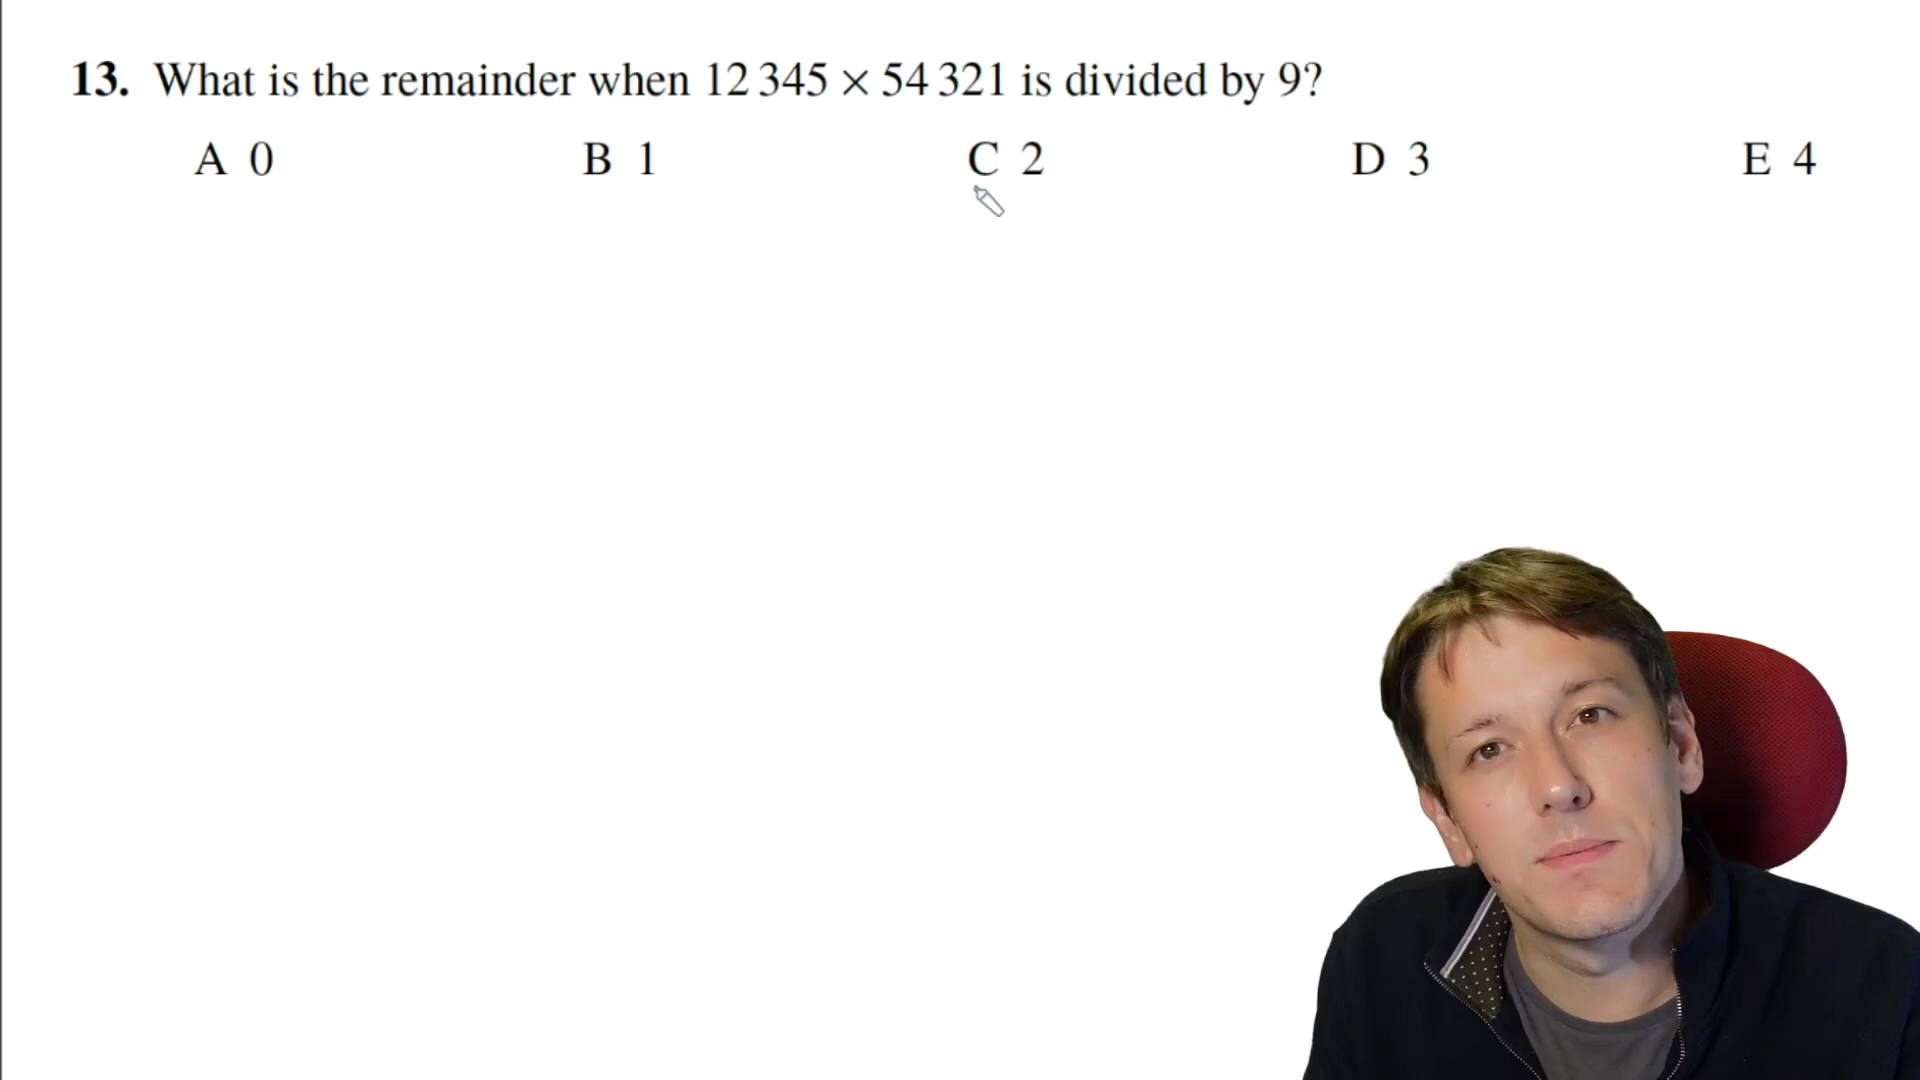 13. What is the remainder when 12 345 × 54 321 is divided by 9?
A 0 B 1 C 2 D 3 E 4